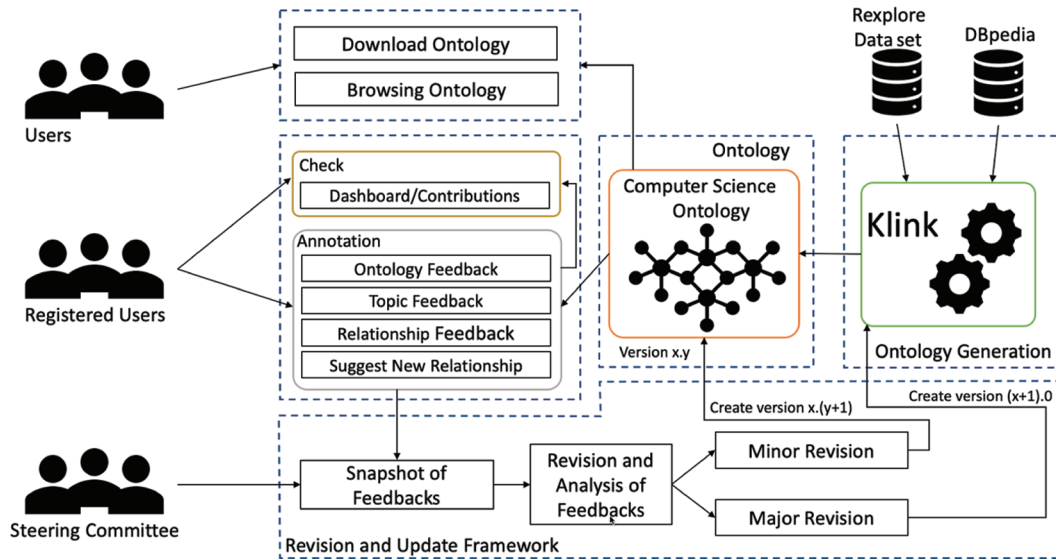 Users
Download Ontology
Browsing Ontology
Rexplore
Data set
DBpedia
Registered Users
Check
Dashboard/Contributions
Annotation
Ontology Feedback
Topic Feedback
Relationship Feedback
Suggest New Relationship
Ontology
Computer Science
Ontology
Version x.y
Klink
Ontology Generation
Create version x.(y+1)
Create version (x+1).0
Steering Committee
Snapshot of
Feedbacks
Revision and
Analysis of
Feedbacks
Minor Revision
Major Revision
Revision and Update Framework